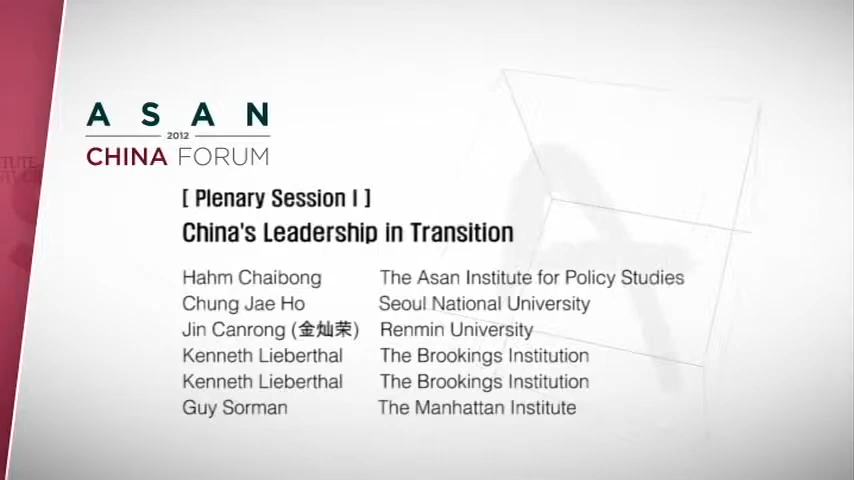 ASAN
2012
CHINA FORUM
[ Plenary Session I ]
China's Leadership in Transition
Hahm Chaibong The Asan Institute for Policy Studies
Chung Jae Ho Seoul National University
Jin Canrong (金灿荣) Renmin University
Kenneth Lieberthal The Brookings Institution
Kenneth Lieberthal The Brookings Institution
Guy Sorman The Manhattan Institute